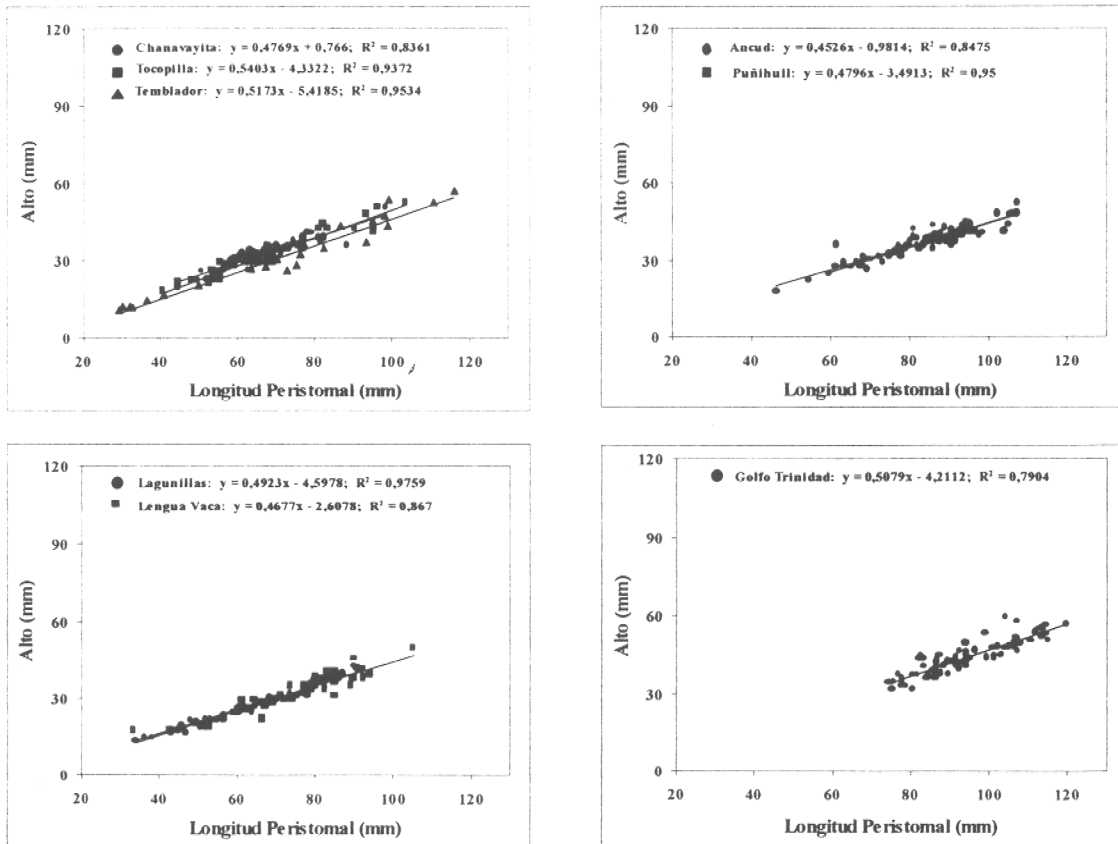 120
90
60
30
0
Alto (mm)
Chanavayita: y = 0,4769x + 0,766; R² = 0,8361
Tocopilla: y = 0,5403x - 4,3322; R² = 0,9372
Temblador: y = 0,5173x - 5,4185; R² = 0,9534
20 40 60 80 100 120
Longitud Peristomal (mm)
120
90
60
30
0
Alto (mm)
Ancud: y = 0,4526x - 0,9814; R² = 0,8475
Puñihuil: y = 0,4796x - 3,4913; R² = 0,95
20 40 60 80 100 120
Longitud Peristomal (mm)
120
90
60
30
0
Alto (mm)
Lagunillas: y = 0,4923x - 4,5978; R² = 0,9759
Lengua Vaca: y = 0,4677x - 2,6078; R² = 0,867
20 40 60 80 100 120
Longitud Peristomal (mm)
120
90
60
30
0
Alto (mm)
Golfo Trinidad: y = 0,5079x - 4,2112; R² = 0,7904
20 40 60 80 100 120
Longitud Peristomal (mm)